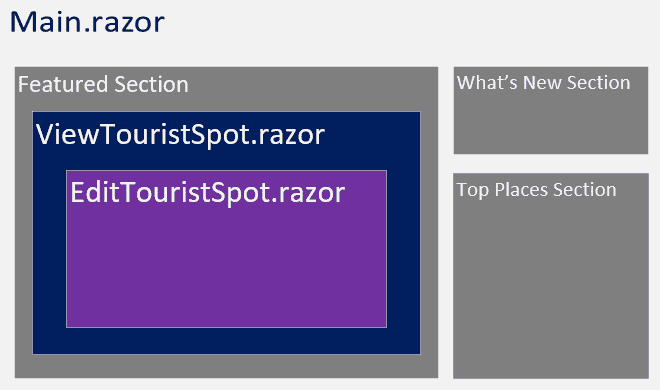 Main.razor
Featured Section
ViewTouristSpot.razor
EditTouristSpot.razor
What's New Section
Top Places Section